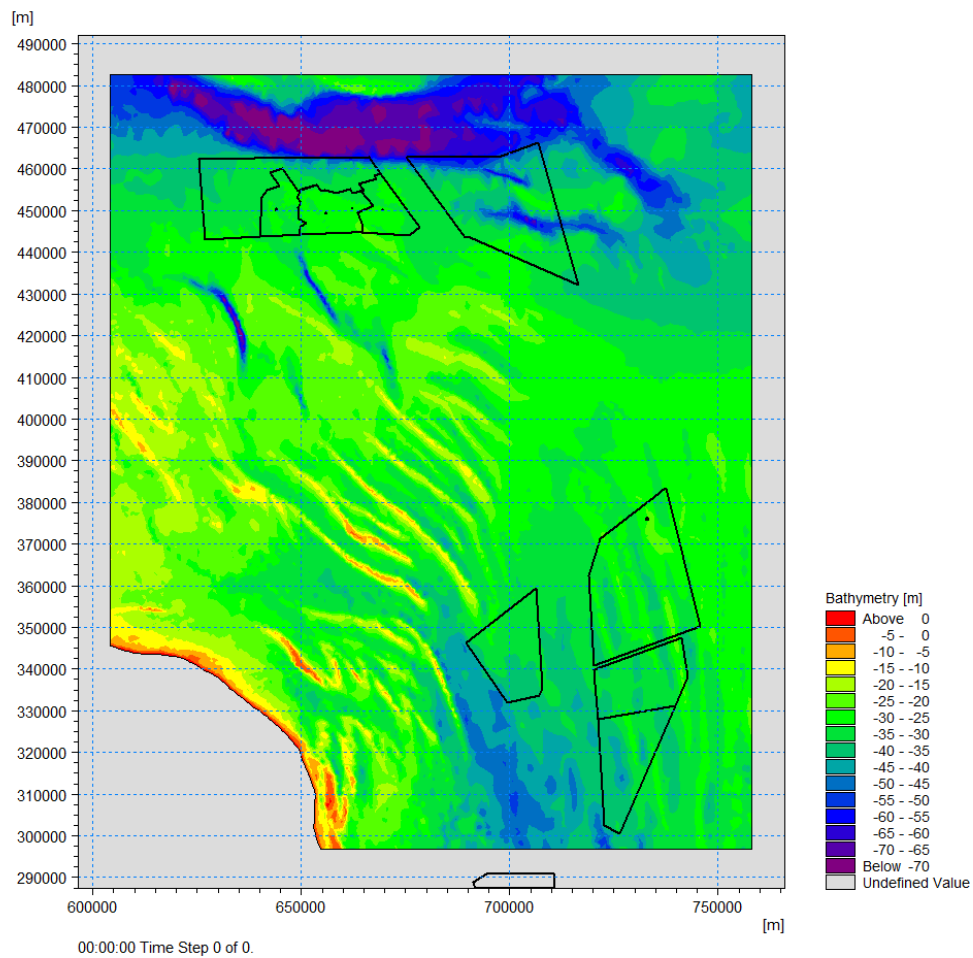 [m]
490000
480000
470000
460000
450000
440000
430000
420000
410000
400000
390000
380000
370000
360000
350000
340000
330000
320000
310000
300000
290000
600000 650000 700000 750000
[m]
00:00:00 Time Step 0 of 0.
Bathymetry [m]
Above 0
-5 - 0
-10 - -5
-15 - -10
-20 - -15
-25 - -20
-30 - -25
-35 - -30
-40 - -35
-45 - -40
-50 - -45
-55 - -50
-60 - -55
-65 - -60
-70 - -65
Below -70
Undefined Value